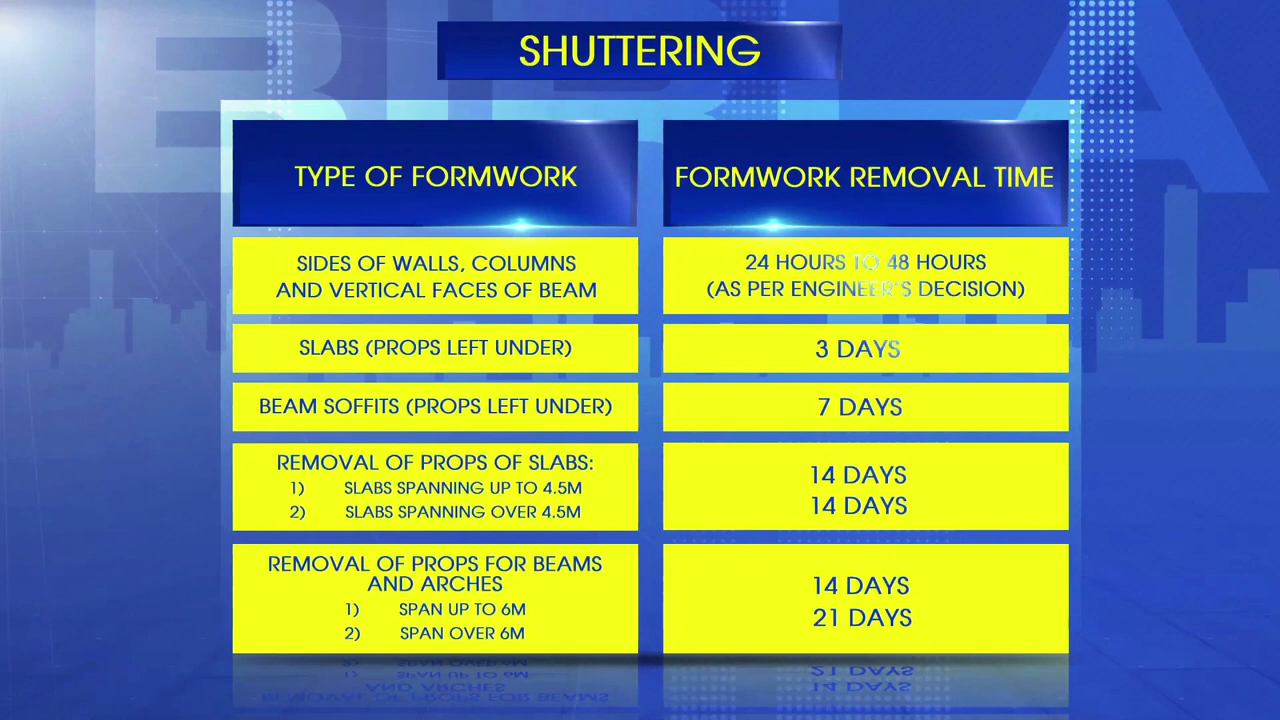 SHUTTERING
TYPE OF FORMWORK
FORMWORK REMOVAL TIME
SIDES OF WALLS, COLUMNS
AND VERTICAL FACES OF BEAM
24 HOURS TO 48 HOURS
(AS PER ENGINEER'S DECISION)
SLABS (PROPS LEFT UNDER)
3 DAYS
BEAM SOFFITS (PROPS LEFT UNDER)
7 DAYS
REMOVAL OF PROPS OF SLABS:
1) SLABS SPANNING UP TO 4.5M
2) SLABS SPANNING OVER 4.5M
14 DAYS
14 DAYS
REMOVAL OF PROPS FOR BEAMS
AND ARCHES
1) SPAN UP TO 6M
2) SPAN OVER 6M
14 DAYS
21 DAYS